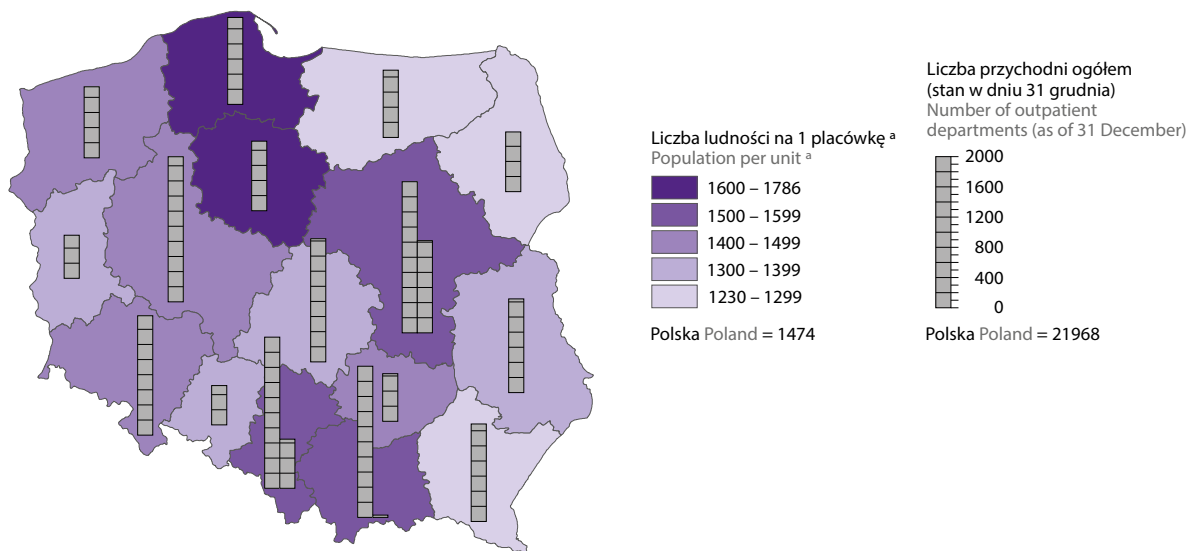 Liczba ludności na 1 placówkę ᵃ
Population per unit ᵃ
1600 – 1786
1500 – 1599
1400 – 1499
1300 – 1399
1230 – 1299
Polska Poland = 1474
Liczba przychodni ogółem
(stan w dniu 31 grudnia)
Number of outpatient
departments (as of 31 December)
2000
1600
1200
800
400
0
Polska Poland = 21968